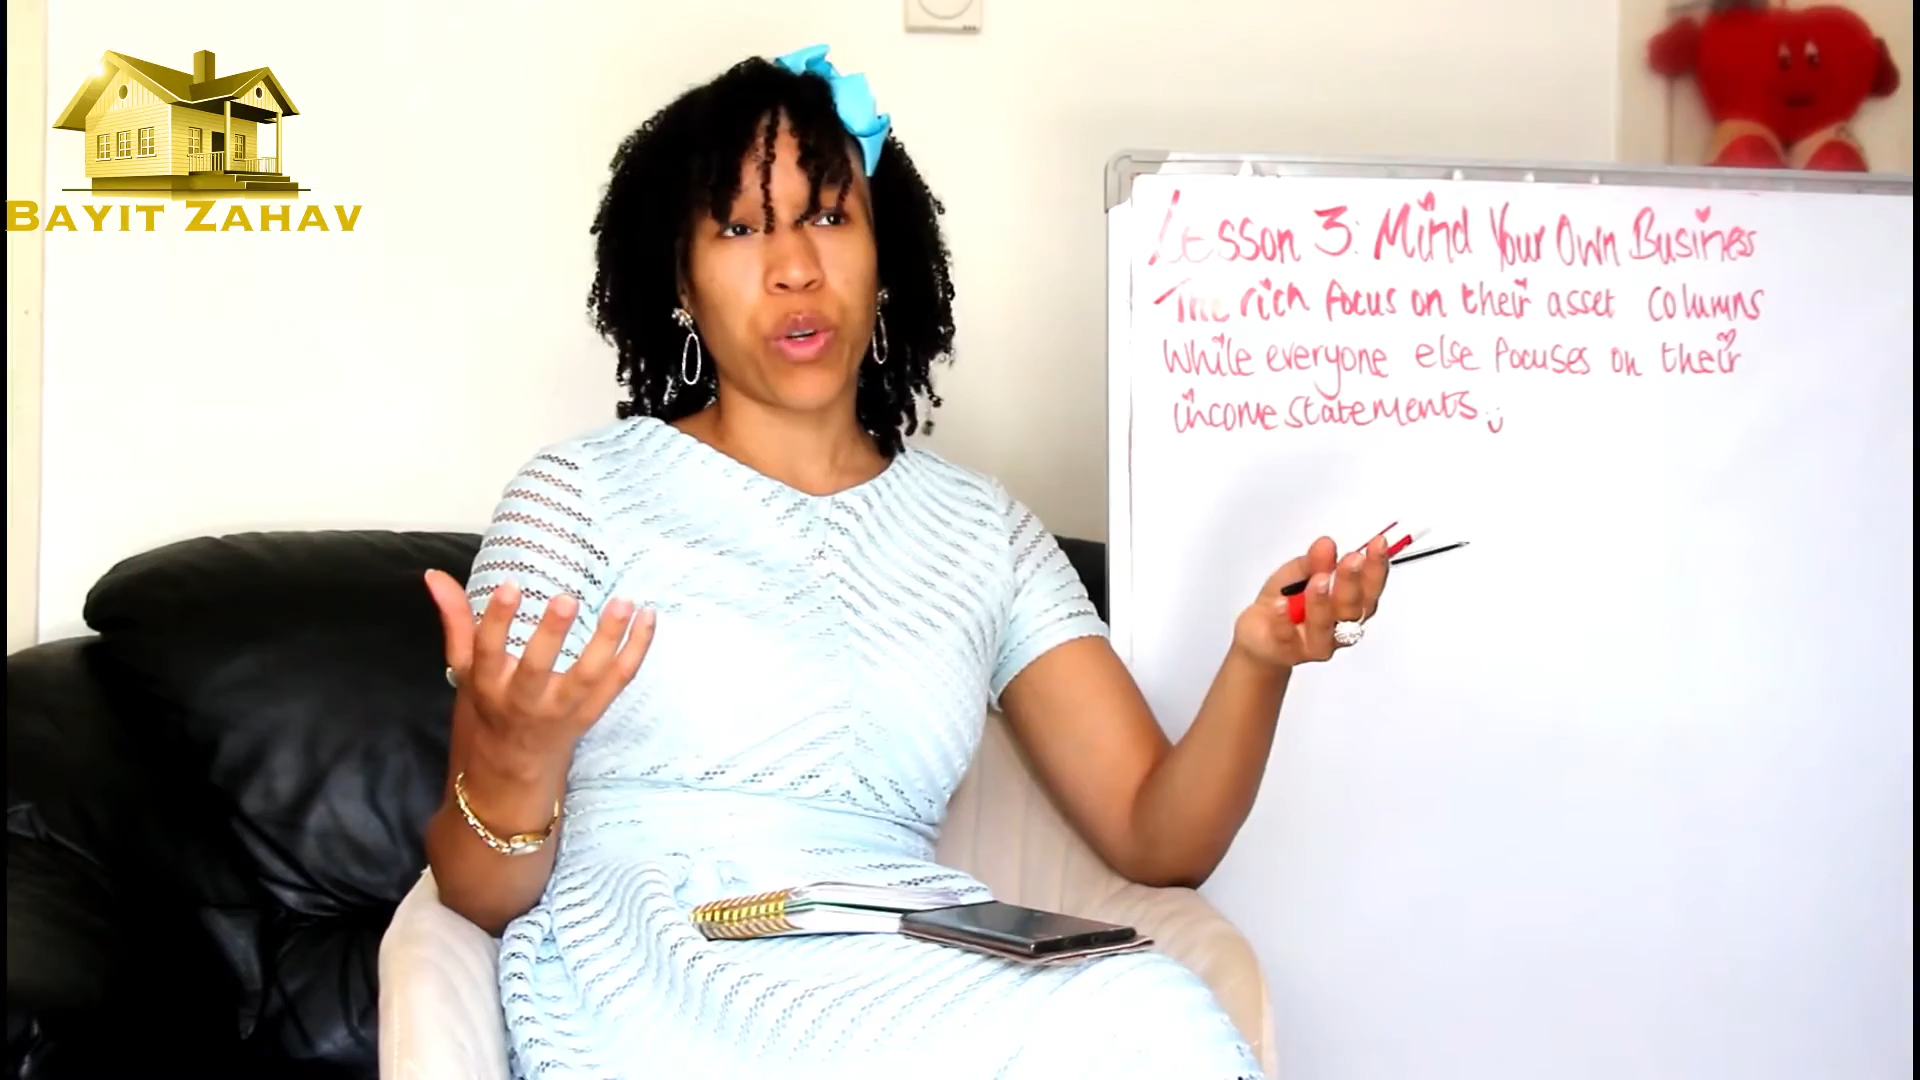 BAYIT ZAHAV
Lesson 3: Mind Your Own Business
The rich focus on their asset columns
While everyone else focuses on their
income statements.